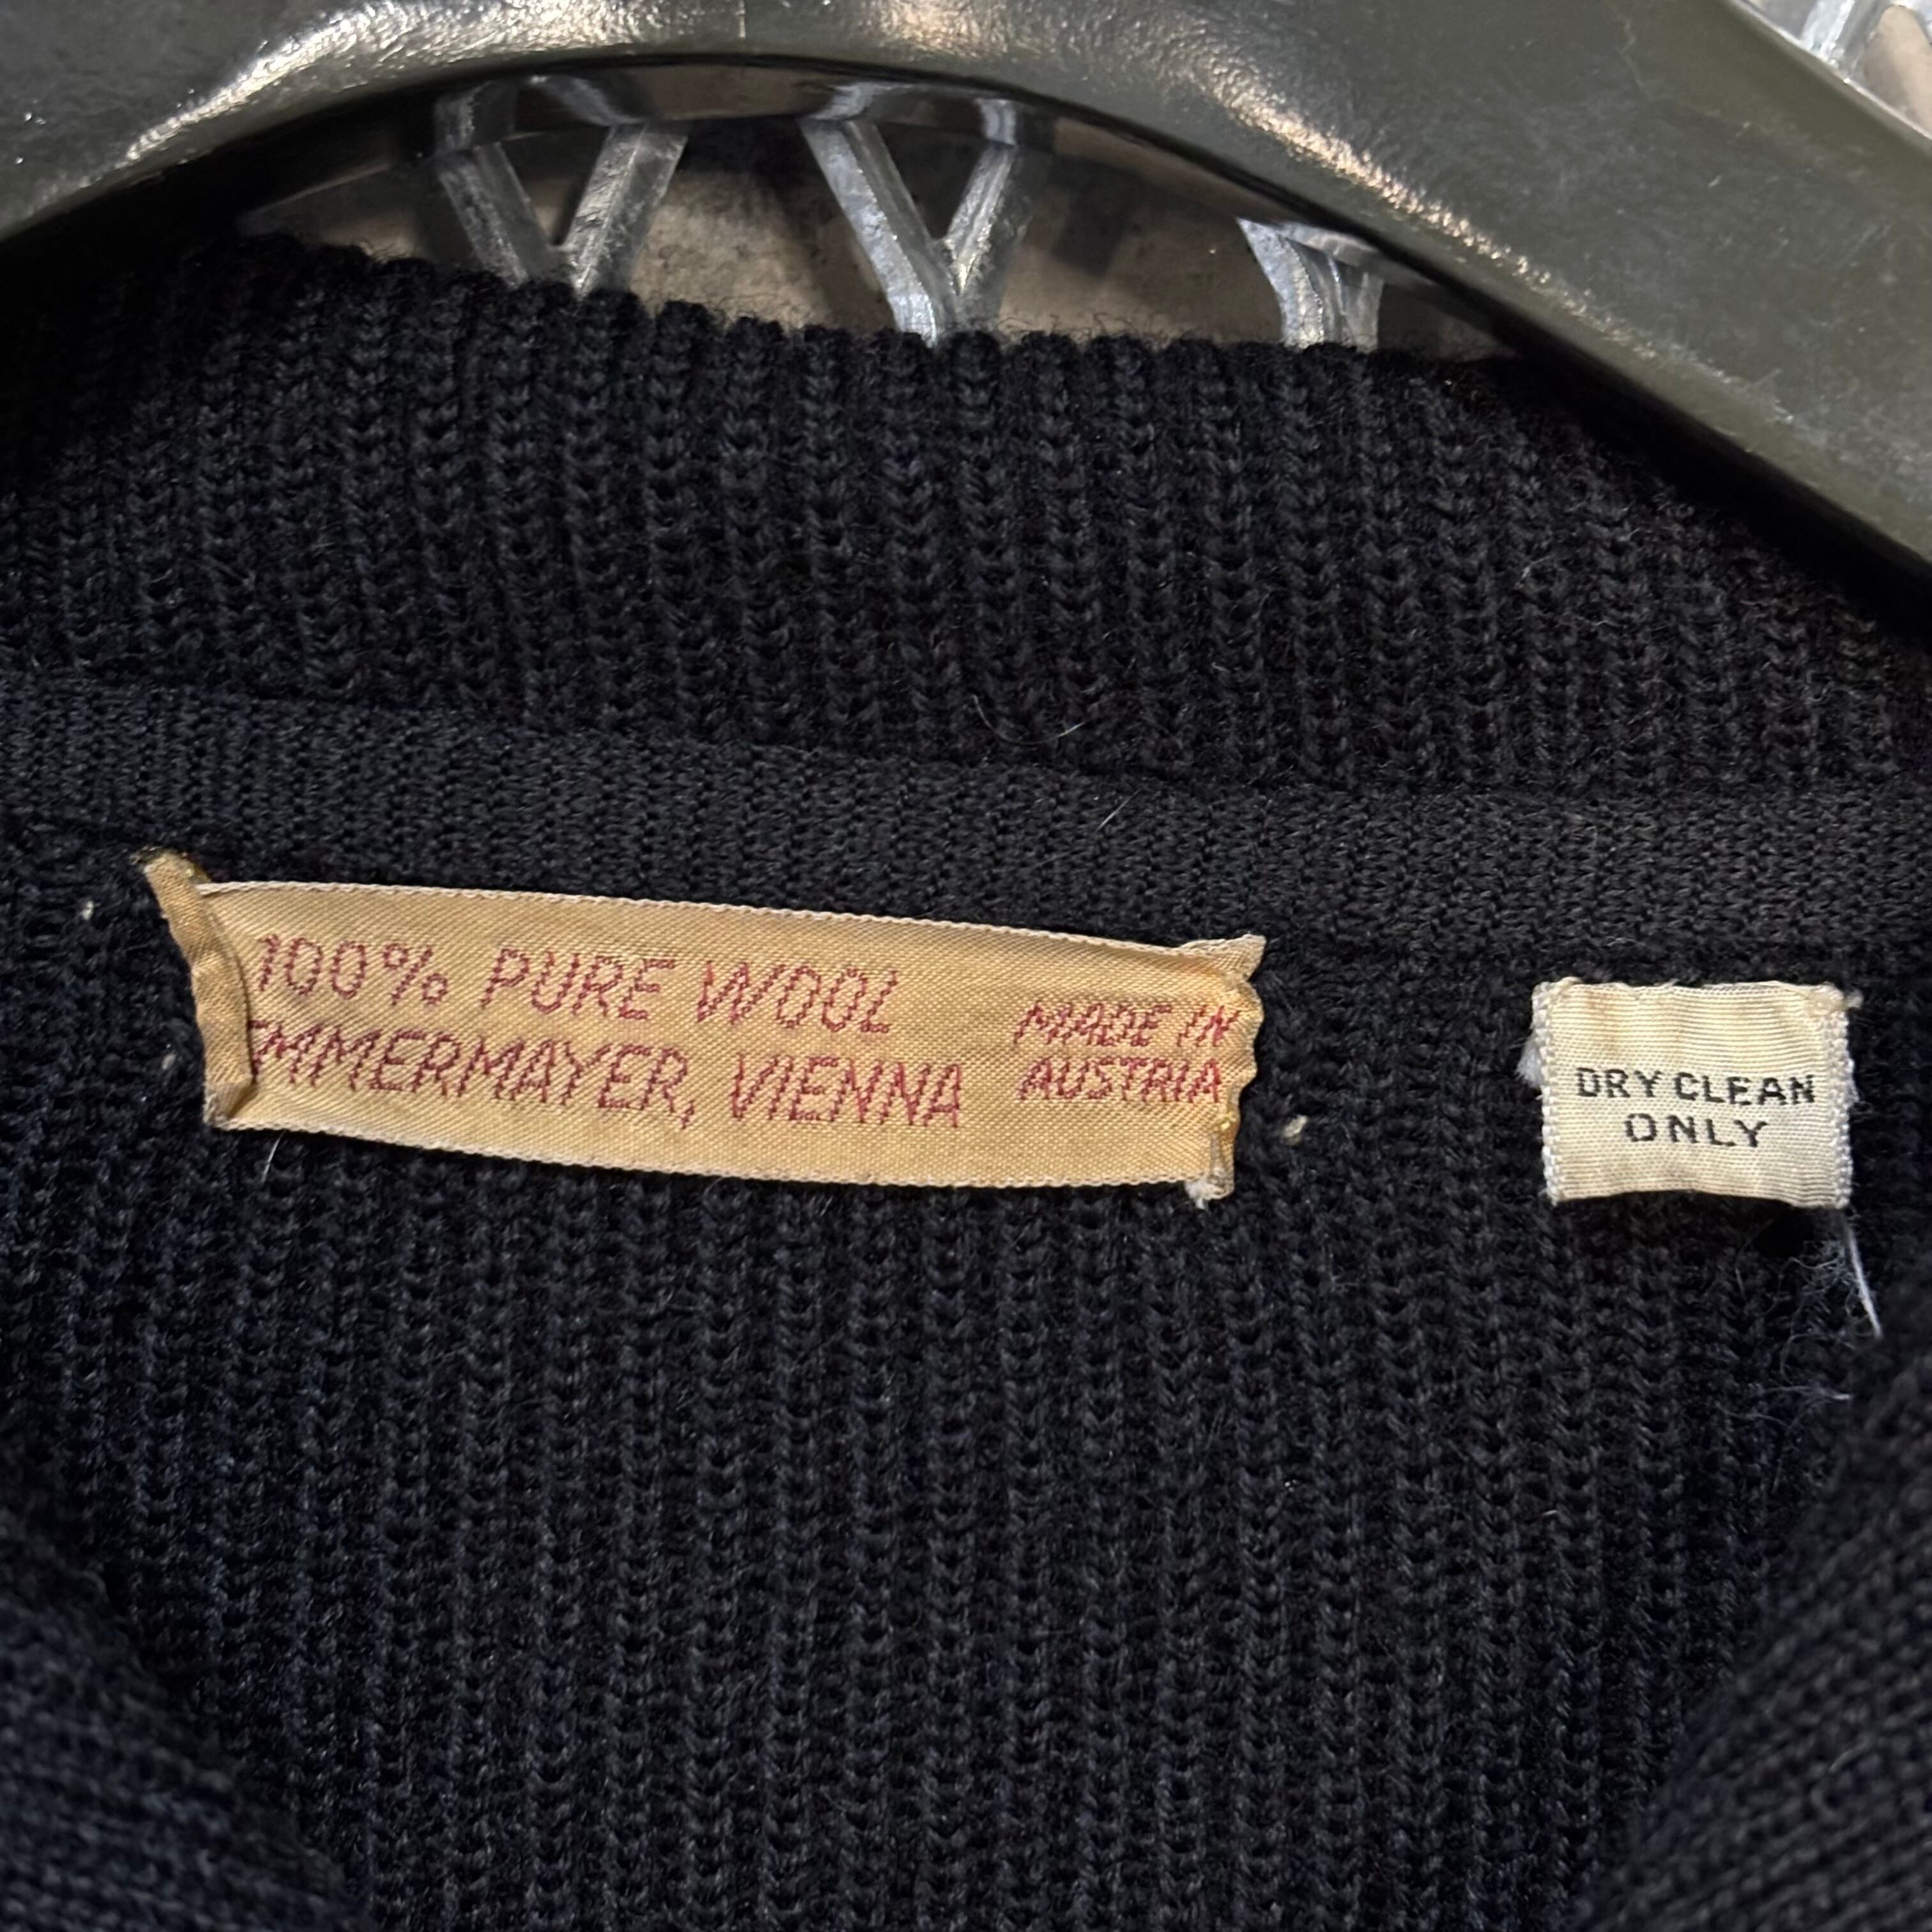 100% PURE WOOL
MMERMAYER, VIENNA
MADE IN
AUSTRIA
DRY CLEAN
ONLY